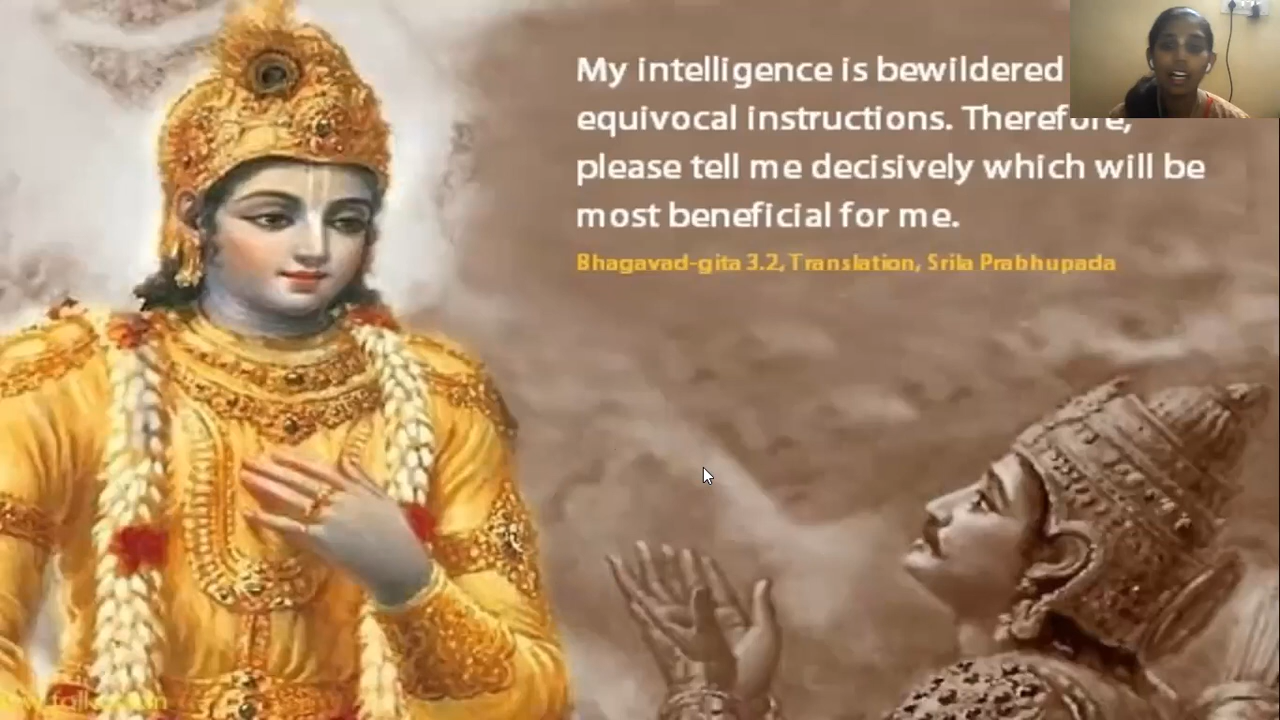 My intelligence is bewildered
equivocal instructions. Therefore,
please tell me decisively which will be
most beneficial for me.
Bhagavad-gita 3.2, Translation, Srila Prabhupada